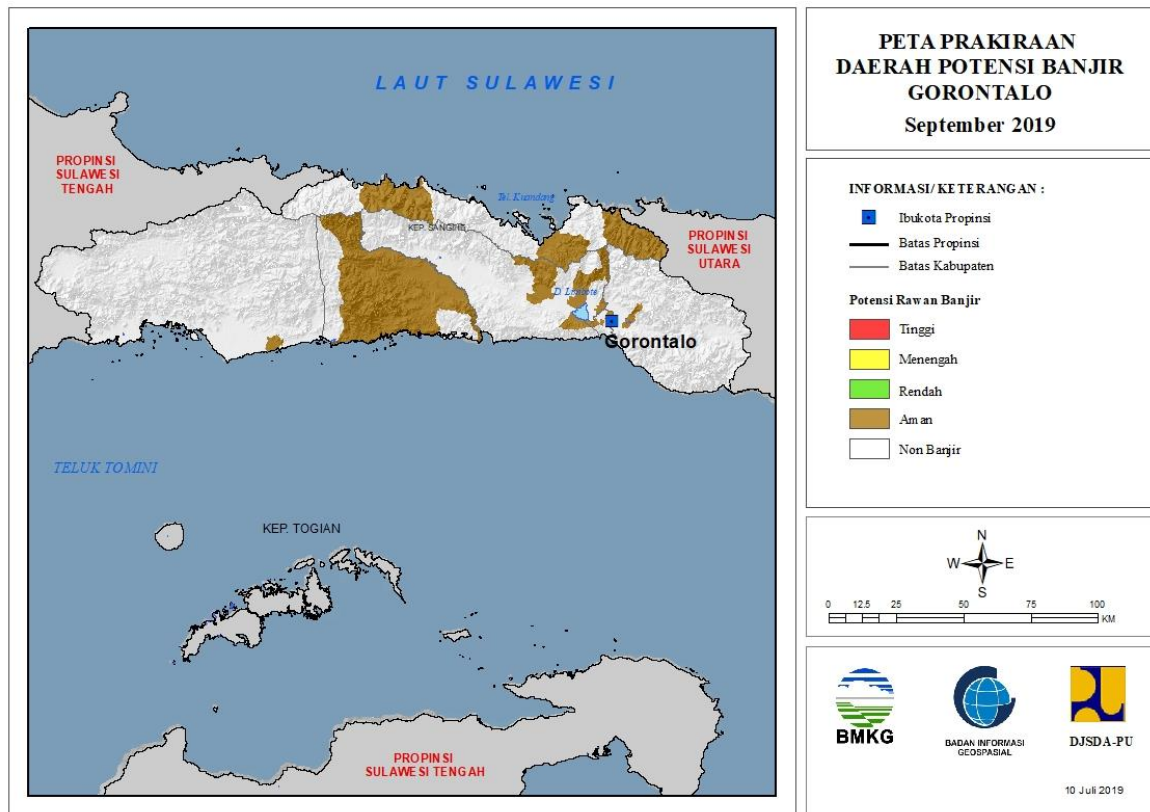 LAUT SULAWESI
PROPINSI
SULAWESI
TENGAH
Tel. Kuandang
KEP. SANGIHE
PROPINSI
SULAWESI
UTARA
D. Limboto
Gorontalo
TELUK TOMINI
KEP. TOGIAN
PROPINSI
SULAWESI TENGAH
PETA PRAKIRAAN
DAERAH POTENSI BANJIR
GORONTALO
September 2019
INFORMASI/ KETERANGAN :
Ibukota Propinsi
Batas Propinsi
Batas Kabupaten
Potensi Rawan Banjir
Tinggi
Menengah
Rendah
Aman
Non Banjir
N
W E
S
0 12.5 25 50 75 100
KM
BMKG
BADAN INFORMASI
GEOSPASIAL
DJSDA-PU
10 Juli 2019